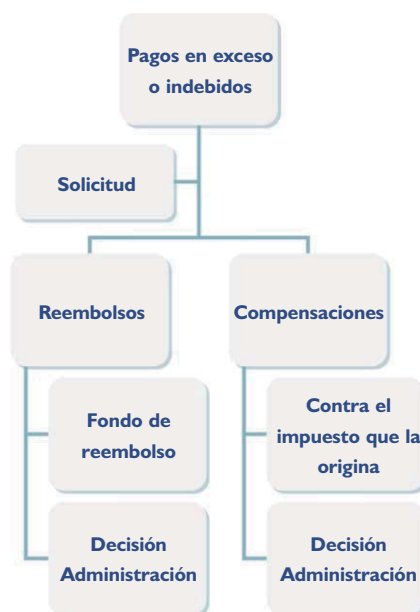 Pagos en exceso
o indebidos
Solicitud
Reembolsos
Compensaciones
Fondo de
reembolso
Contra el
impuesto que la
origina
Decisión
Administración
Decisión
Administración